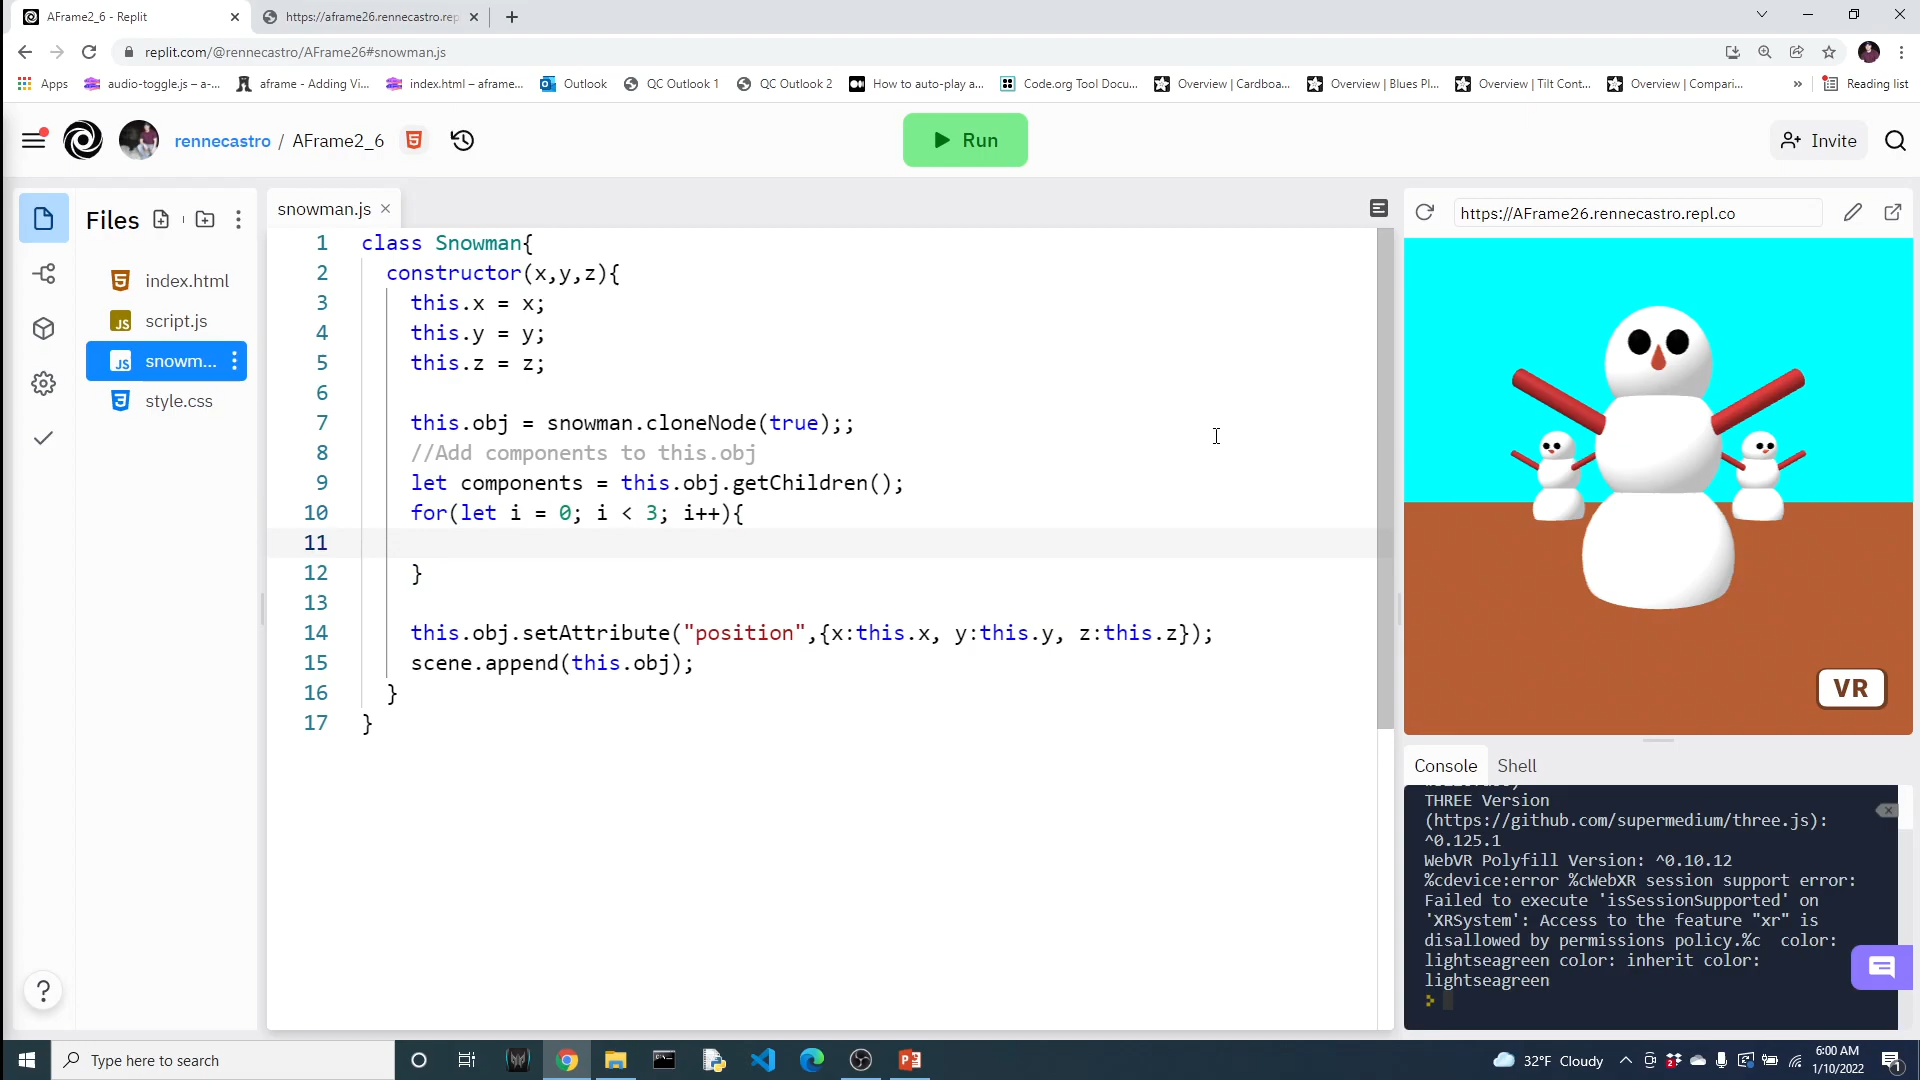 AFrame2_6 - Replit
https://aframe26.rennecastro.rep
replit.com/@rennecastro/AFrame26#snowman.js
Apps
audio-toggle.js – a-...
aframe - Adding Vi...
index.html – aframe...
Outlook
QC Outlook 1
QC Outlook 2
How to auto-play a...
Code.org Tool Docu...
Overview | Cardboa...
Overview | Blues Pl...
Overview | Tilt Cont...
Overview | Compari...
»
Reading list
rennecastro / AFrame2_6
Run
Invite
Files
index.html
script.js
snowm...
style.css
snowman.js
1 class Snowman{
2 constructor(x,y,z){
3 this.x = x;
4 this.y = y;
5 this.z = z;
6
7 this.obj = snowman.cloneNode(true);;
8 //Add components to this.obj
9 let components = this.obj.getChildren();
10 for(let i = 0; i < 3; i++){
11
12 }
13
14 this.obj.setAttribute("position",{x:this.x, y:this.y, z:this.z});
15 scene.append(this.obj);
16 }
17 }
https://AFrame26.rennecastro.repl.co
VR
Console
Shell
THREE Version
(https://github.com/supermedium/three.js):
^0.125.1
WebVR Polyfill Version: ^0.10.12
%cdevice:error %cWebXR session support error:
Failed to execute 'isSessionSupported' on
'XRSystem': Access to the feature "xr" is
disallowed by permissions policy.%c color:
lightseagreen color: inherit color:
lightseagreen
?
Type here to search
32°F Cloudy
6:00 AM
1/10/2022